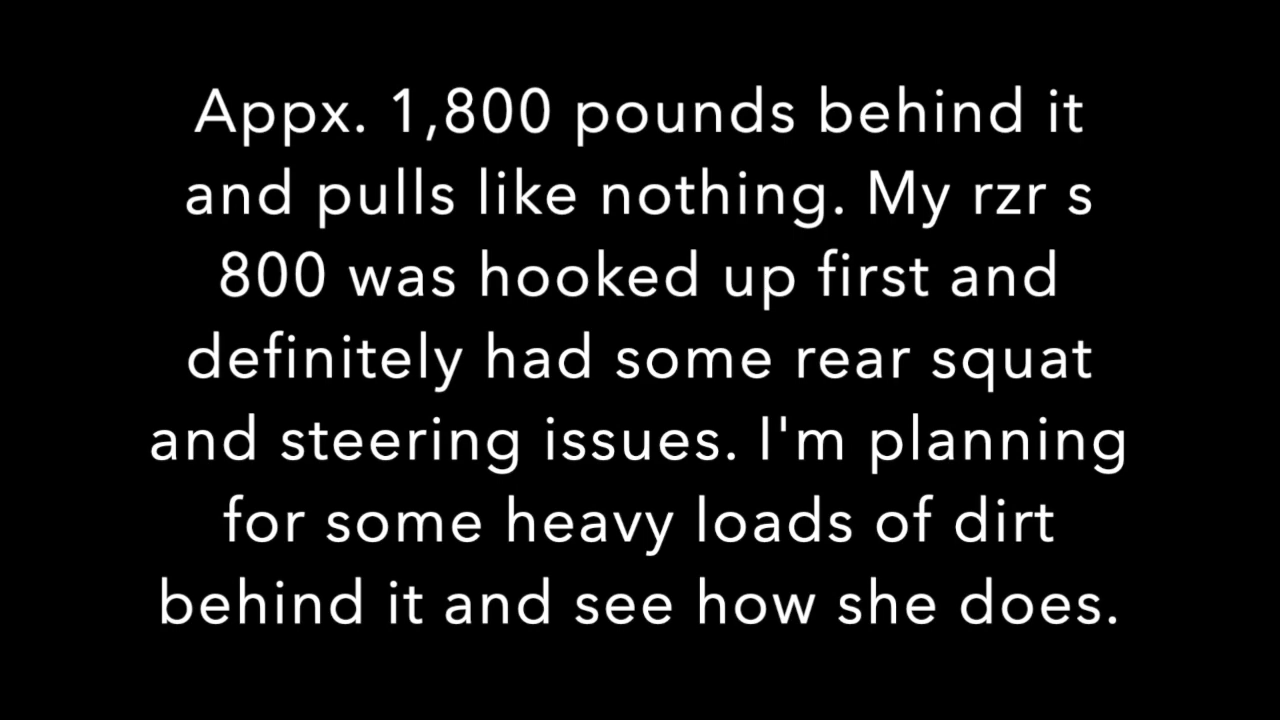 Appx. 1,800 pounds behind it
and pulls like nothing. My rzr s
800 was hooked up first and
definitely had some rear squat
and steering issues. I'm planning
for some heavy loads of dirt
behind it and see how she does.